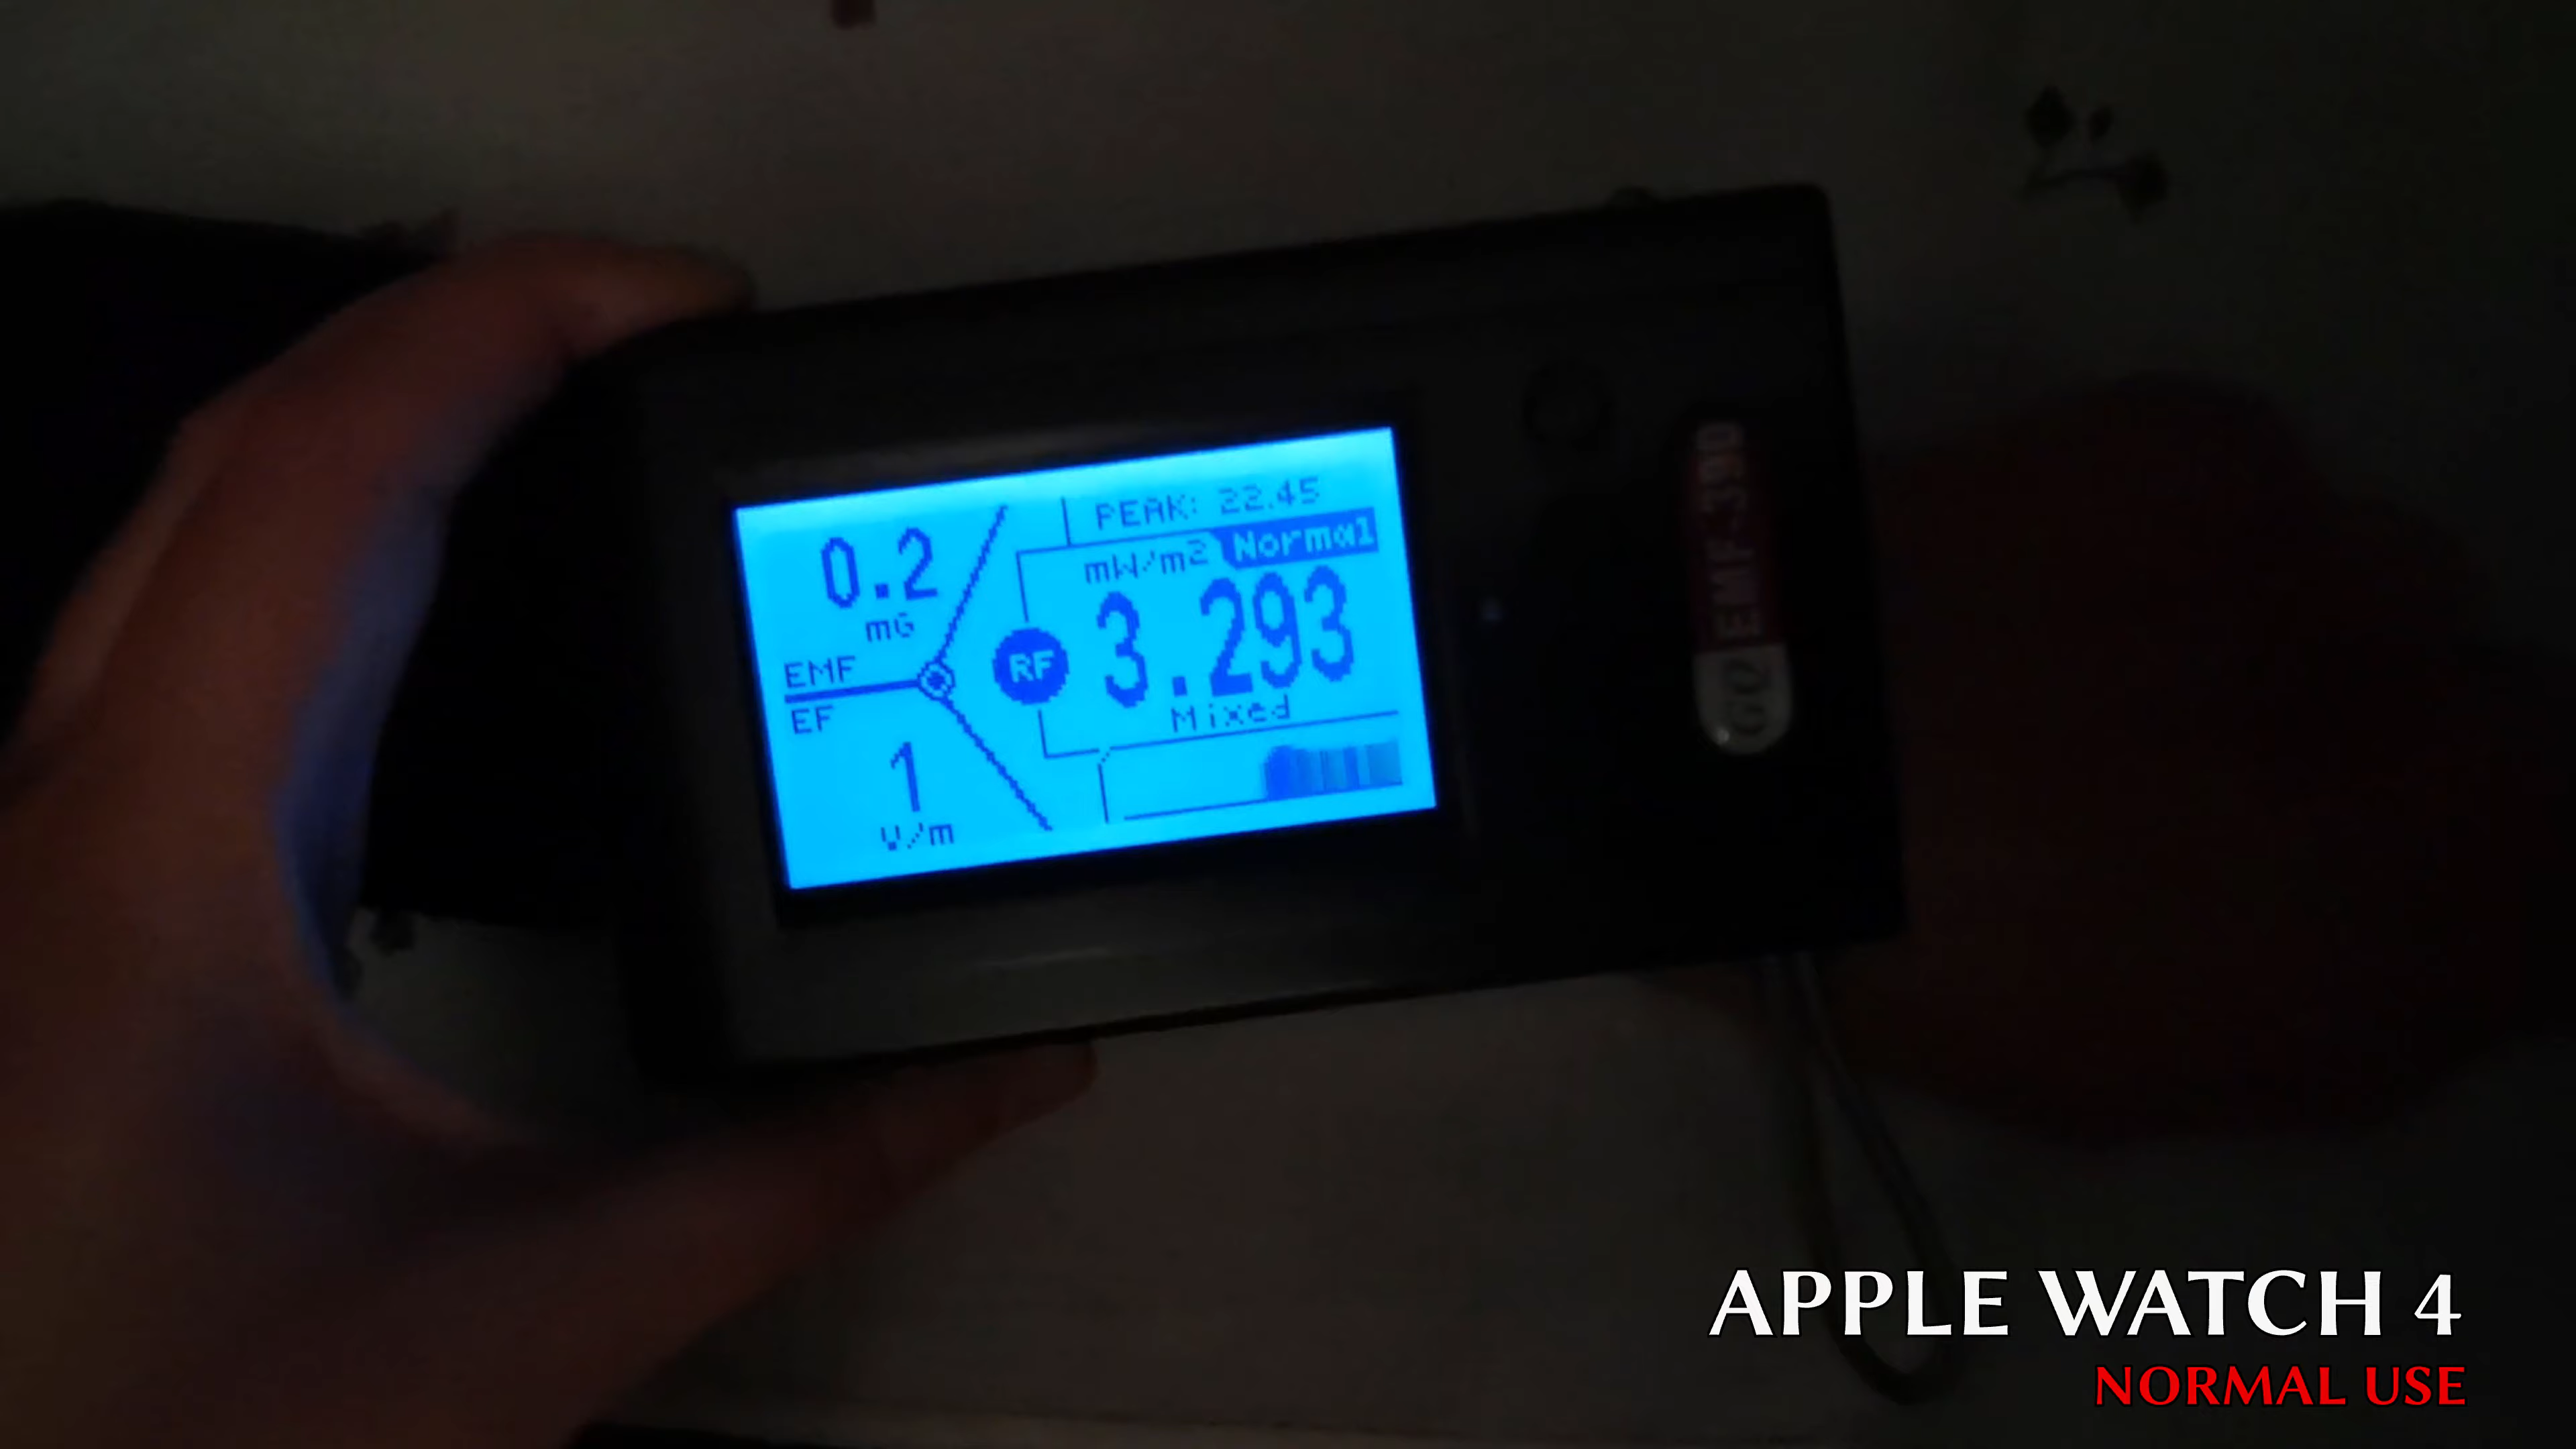 PEAK: 22.45
0.2
mG
mW/m2 Normal
3.293
RF
Mixed
EMF
EF
1
V/m
GQ EMF-390
APPLE WATCH 4
NORMAL USE